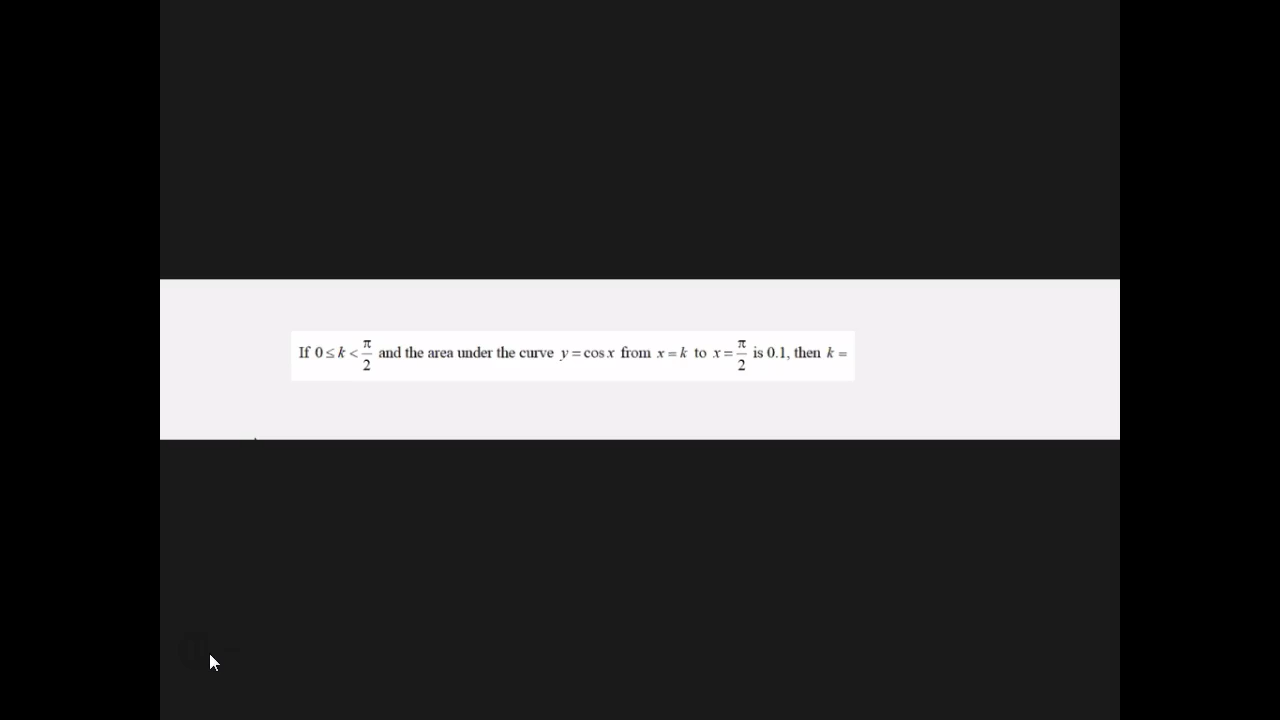 If 0 ≤ k < π/2 and the area under the curve y = cos x from x = k to x = π/2 is 0.1, then k =